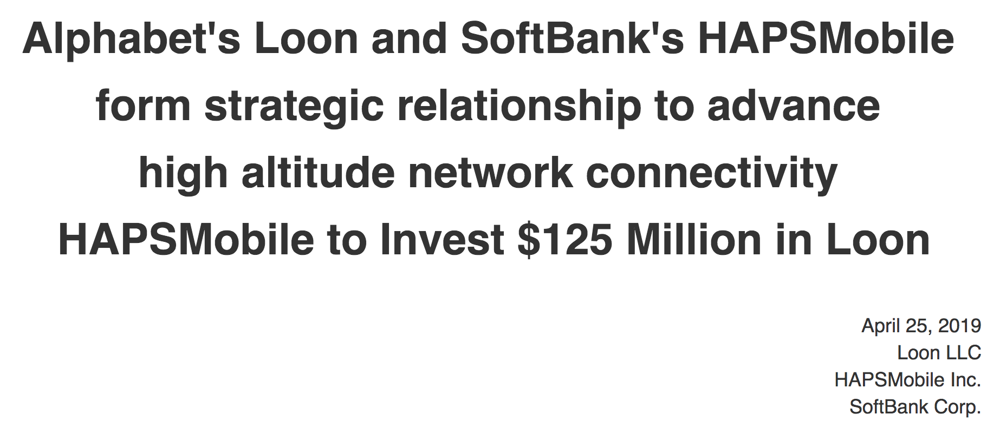 Alphabet's Loon and SoftBank's HAPSMobile
form strategic relationship to advance
high altitude network connectivity
HAPSMobile to Invest $125 Million in Loon
April 25, 2019
Loon LLC
HAPSMobile Inc.
SoftBank Corp.